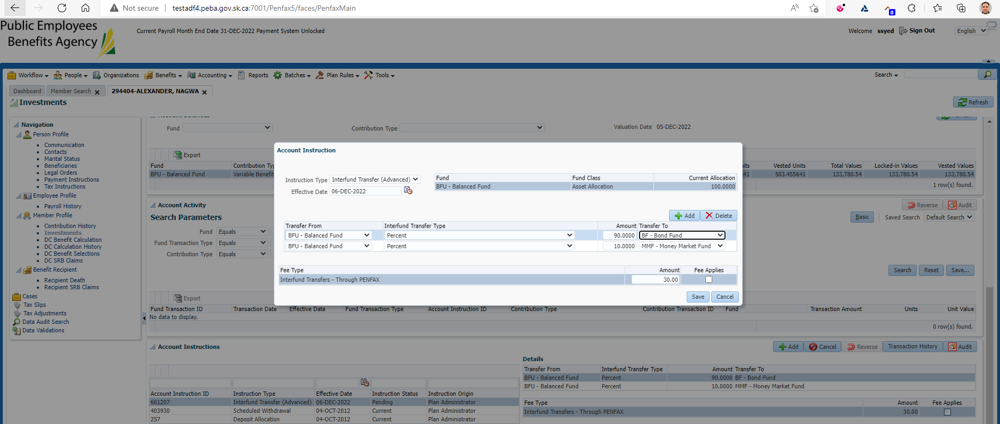 Not secure | testadf4.peba.gov.sk.ca:7001/Penfax5/faces/PenfaxMain
0
Public Employees
Benefits Agency
Current Payroll Month End Date 31-DEC-2022 Payment System Unlocked
Welcome ssyed Sign Out English
Workflow People Organizations Benefits Accounting Reports Batches Plan Rules Tools Search
Dashboard Member Search 294404-ALEXANDER, NAGWA
Investments Refresh
Navigation
Person Profile
Communication
Contacts
Marital Status
Beneficiaries
Legal Orders
Payment Instructions
Tax Instructions
Employee Profile
Payroll History
Member Profile
Contribution History
Investments
DC Benefit Calculation
DC Calculation History
DC Benefit Selections
DC SRB Claims
Benefit Recipient
Recipient Death
Recipient SRB Claims
Cases
Tax Slips
Tax Adjustments
Data Audit Search
Data Validations
Fund Contribution Type Valuation Date 05-DEC-2022
Export
Fund Contribution Typ its Vested Units Total Values Locked-in Values Vested Values
BFU - Balanced Fund Variable Benefit 41 503.455641 133,780.54 133,780.54 133,780.54
1 row(s) found.
Account Instruction
Instruction Type Interfund Transfer (Advanced)
Effective Date 06-DEC-2022
Fund Fund Class Current Allocation
BFU - Balanced Fund Asset Allocation 100.0000
Add Delete
Transfer From Interfund Transfer Type Amount Transfer To
BFU - Balanced Fund Percent 90.0000 BF - Bond Fund
BFU - Balanced Fund Percent 10.0000 MMF - Money Market Fund
Fee Type Amount Fee Applies
Interfund Transfers - Through PENFAX 30.00
Save Cancel
Account Activity Reverse Audit
Search Parameters Basic Saved Search Default Search
Fund Equals
Fund Transaction Type Equals
Contribution Type Equals
Search Reset Save...
Export
Fund Transaction ID Transaction Date Effective Date Fund Transaction Type Account Instruction ID Contribution Type Contribution Transaction ID Fund Transaction Amount Units Unit Value
No data to display.
0 row(s) found.
Account Instructions Add Cancel Reverse Transaction History Audit
Account Instruction ID Instruction Type Effective Date Instruction Status Instruction Origin
661207 Interfund Transfer (Advanced) 06-DEC-2022 Pending Plan Administrator
403930 Scheduled Withdrawal 04-OCT-2012 Current Plan Administrator
257 Deposit Allocation 04-OCT-2012 Current Plan Administrator
Details
Transfer From Interfund Transfer Type Amount Transfer To
BFU - Balanced Fund Percent 90.0000 BF - Bond Fund
BFU - Balanced Fund Percent 10.0000 MMF - Money Market Fund
Fee Type Amount Fee Applies
Interfund Transfers - Through PENFAX 30.00